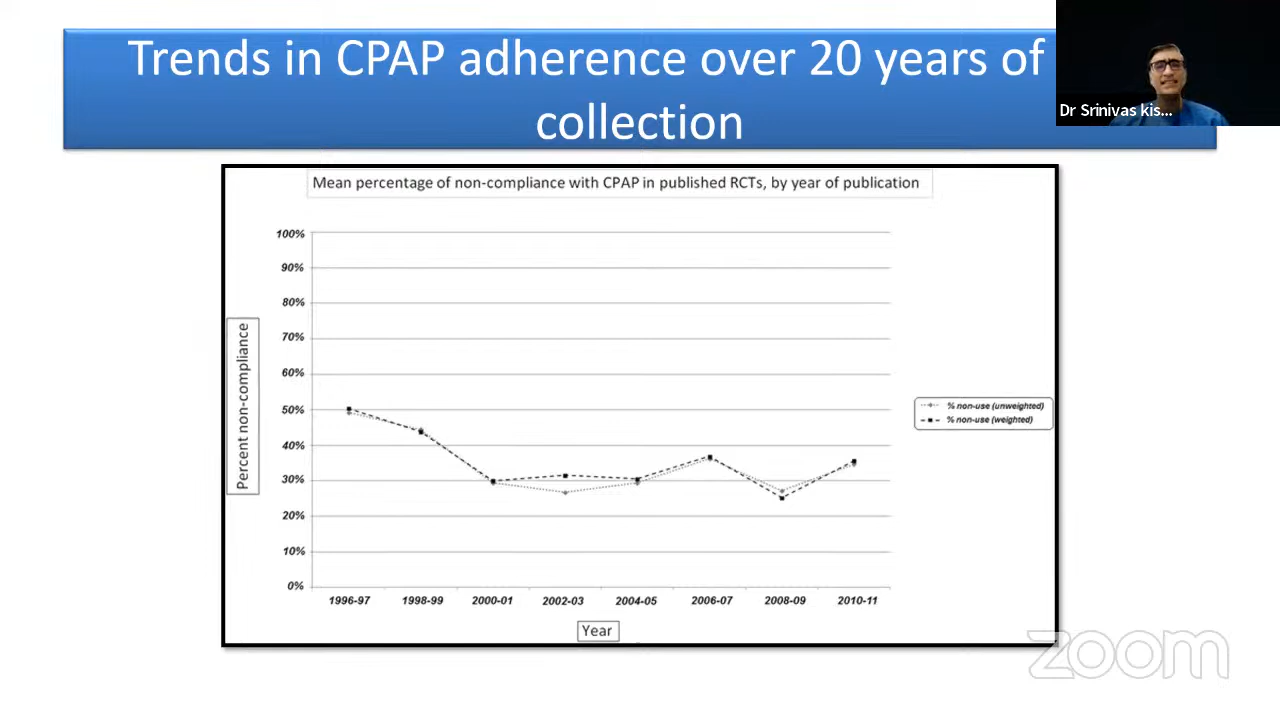 Trends in CPAP adherence over 20 years of
collection
Dr Srinivas kis...
Mean percentage of non-compliance with CPAP in published RCTs, by year of publication
Percent non-compliance
100%
90%
80%
70%
60%
50%
40%
30%
20%
10%
0%
1996-97 1998-99 2000-01 2002-03 2004-05 2006-07 2008-09 2010-11
Year
% non-use (unweighted)
% non-use (weighted)
zoom